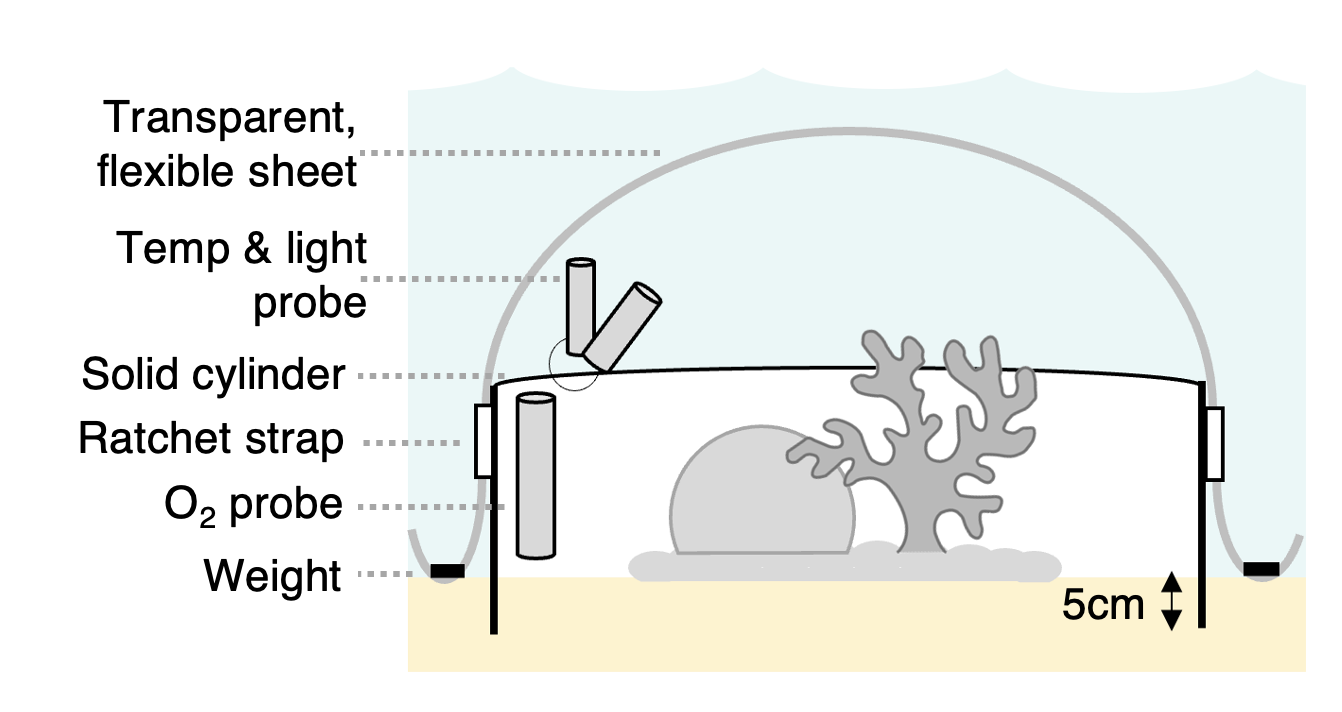 Transparent,
flexible sheet
Temp & light
probe
Solid cylinder
Ratchet strap
O₂ probe
Weight
5cm